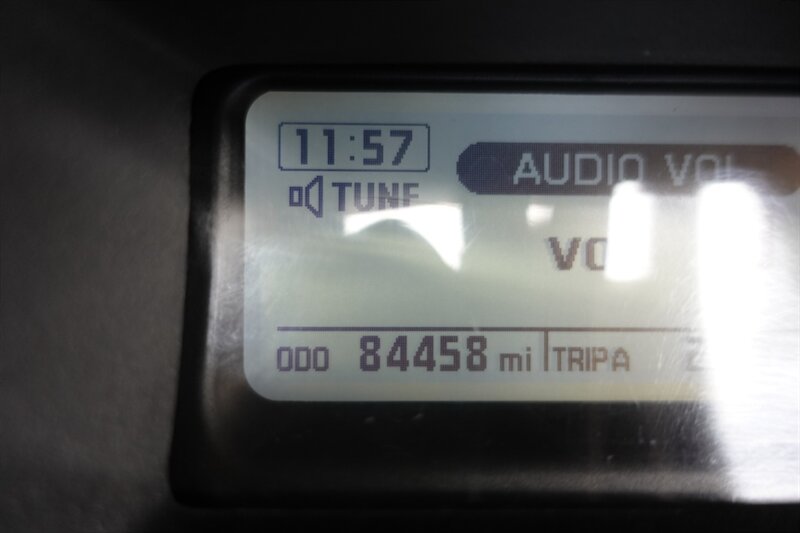 11:57
AUDIO VOL
TUNE
ODO 84458 mi TRIPA